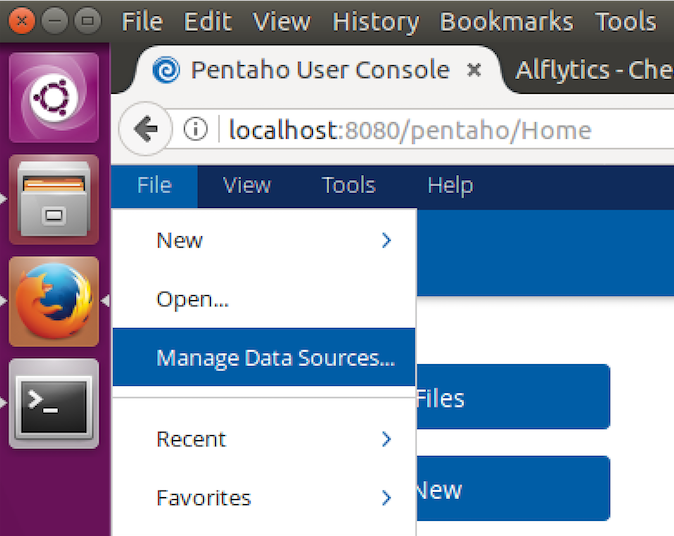 File Edit View History Bookmarks Tools
Pentaho User Console × Alflytics - Che
localhost:8080/pentaho/Home
File View Tools Help
New
Open...
Manage Data Sources...
Files
Recent
New
Favorites